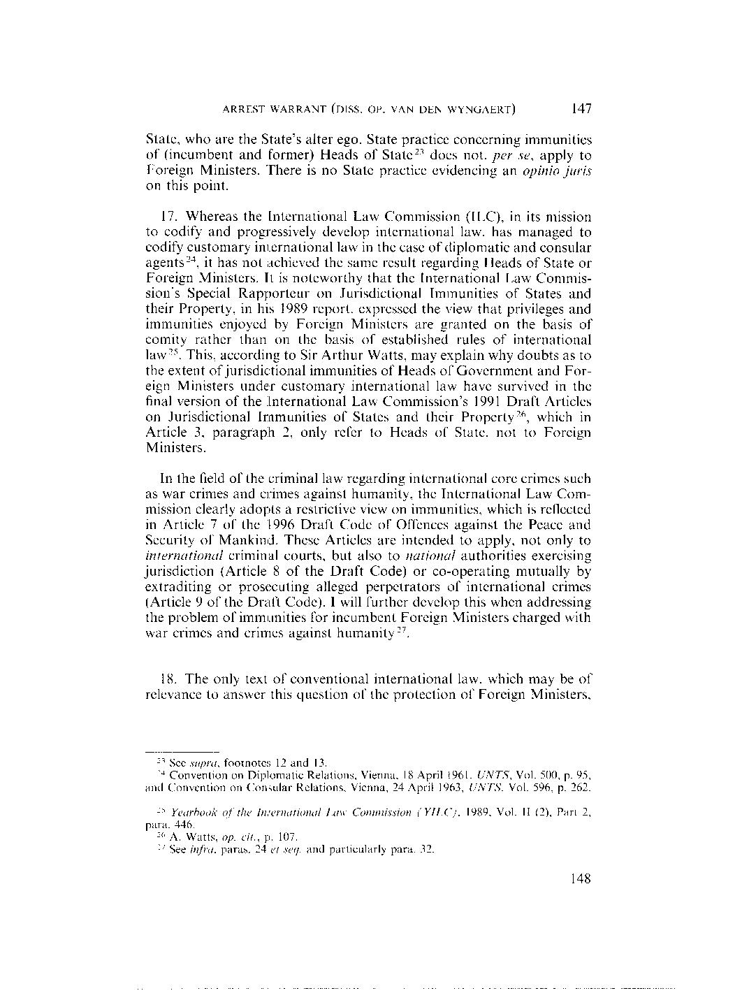 ARREST WARRANT (DISS. OP. VAN DEN WYNGAERT) 147
State, who are the State's alter ego. State practice concerning immunities
of (incumbent and former) Heads of State²³ does not, per se, apply to
Foreign Ministers. There is no State practice evidencing an opinio juris
on this point.
17. Whereas the International Law Commission (ILC), in its mission
to codify and progressively develop international law, has managed to
codify customary international law in the case of diplomatic and consular
agents²⁴, it has not achieved the same result regarding Heads of State or
Foreign Ministers. It is noteworthy that the International Law Commis-
sion's Special Rapporteur on Jurisdictional Immunities of States and
their Property, in his 1989 report, expressed the view that privileges and
immunities enjoyed by Foreign Ministers are granted on the basis of
comity rather than on the basis of established rules of international
law²⁵. This, according to Sir Arthur Watts, may explain why doubts as to
the extent of jurisdictional immunities of Heads of Government and For-
eign Ministers under customary international law have survived in the
final version of the International Law Commission's 1991 Draft Articles
on Jurisdictional Immunities of States and their Property²⁶, which in
Article 3, paragraph 2, only refer to Heads of State, not to Foreign
Ministers.
In the field of the criminal law regarding international core crimes such
as war crimes and crimes against humanity, the International Law Com-
mission clearly adopts a restrictive view on immunities, which is reflected
in Article 7 of the 1996 Draft Code of Offences against the Peace and
Security of Mankind. These Articles are intended to apply, not only to
international criminal courts, but also to national authorities exercising
jurisdiction (Article 8 of the Draft Code) or co-operating mutually by
extraditing or prosecuting alleged perpetrators of international crimes
(Article 9 of the Draft Code). I will further develop this when addressing
the problem of immunities for incumbent Foreign Ministers charged with
war crimes and crimes against humanity²⁷.
18. The only text of conventional international law, which may be of
relevance to answer this question of the protection of Foreign Ministers,
²³ See supra, footnotes 12 and 13.
²⁴ Convention on Diplomatic Relations, Vienna, 18 April 1961, UNTS, Vol. 500, p. 95,
and Convention on Consular Relations, Vienna, 24 April 1963, UNTS, Vol. 596, p. 262.
²⁵ Yearbook of the International Law Commission (YILC), 1989, Vol. II (2), Part 2,
para. 446.
²⁶ A. Watts, op. cit., p. 107.
²⁷ See infra, paras. 24 et seq. and particularly para. 32.
148